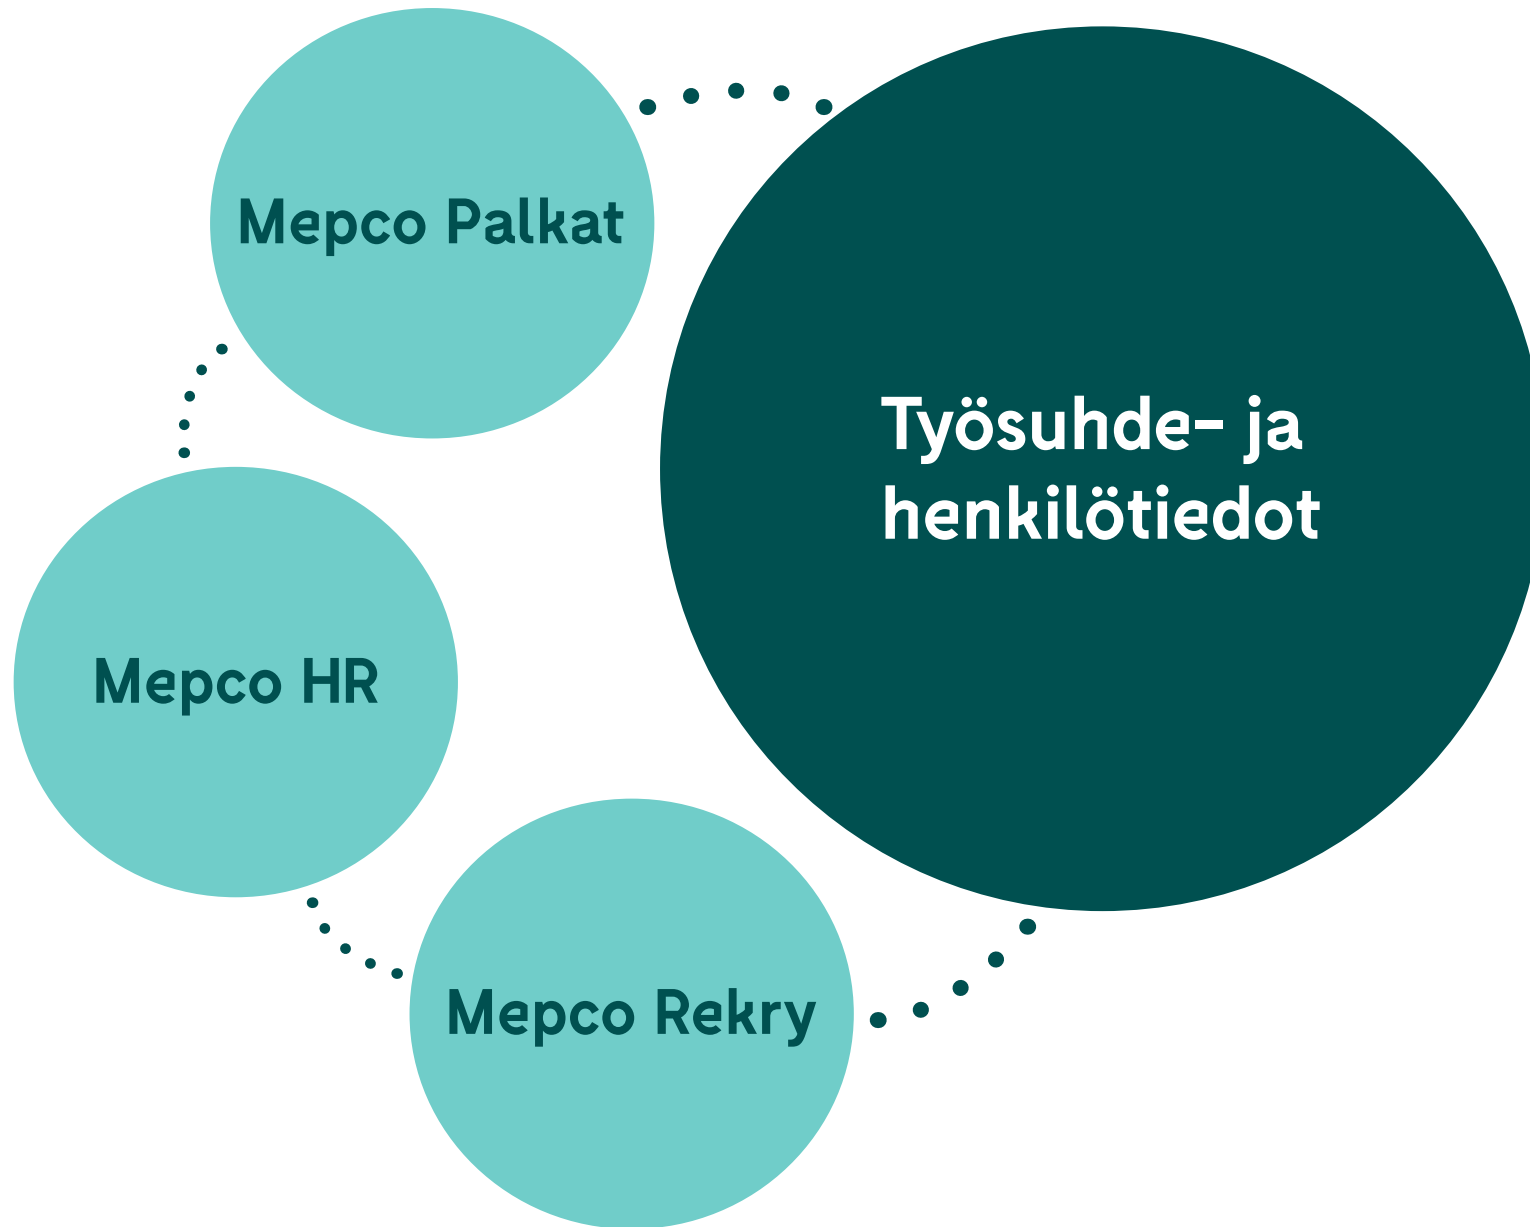 Mepco Palkat
Työsuhde- ja
henkilötiedot
Mepco HR
Mepco Rekry